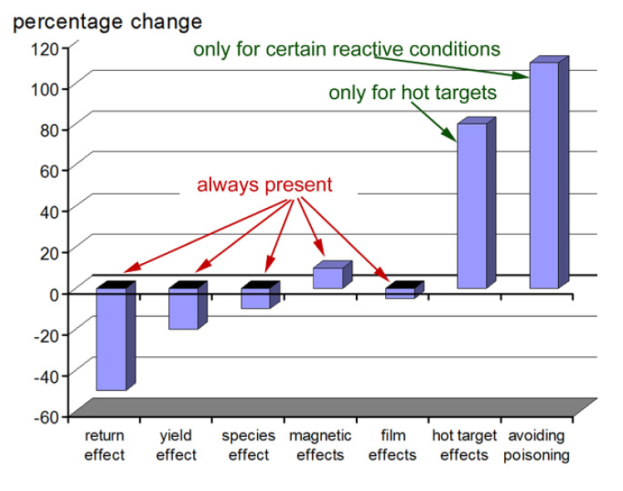 percentage change
120
100
80
60
40
20
0
-20
-40
-60
only for certain reactive conditions
only for hot targets
always present
return effect
yield effect
species effect
magnetic effects
film effects
hot target effects
avoiding poisoning